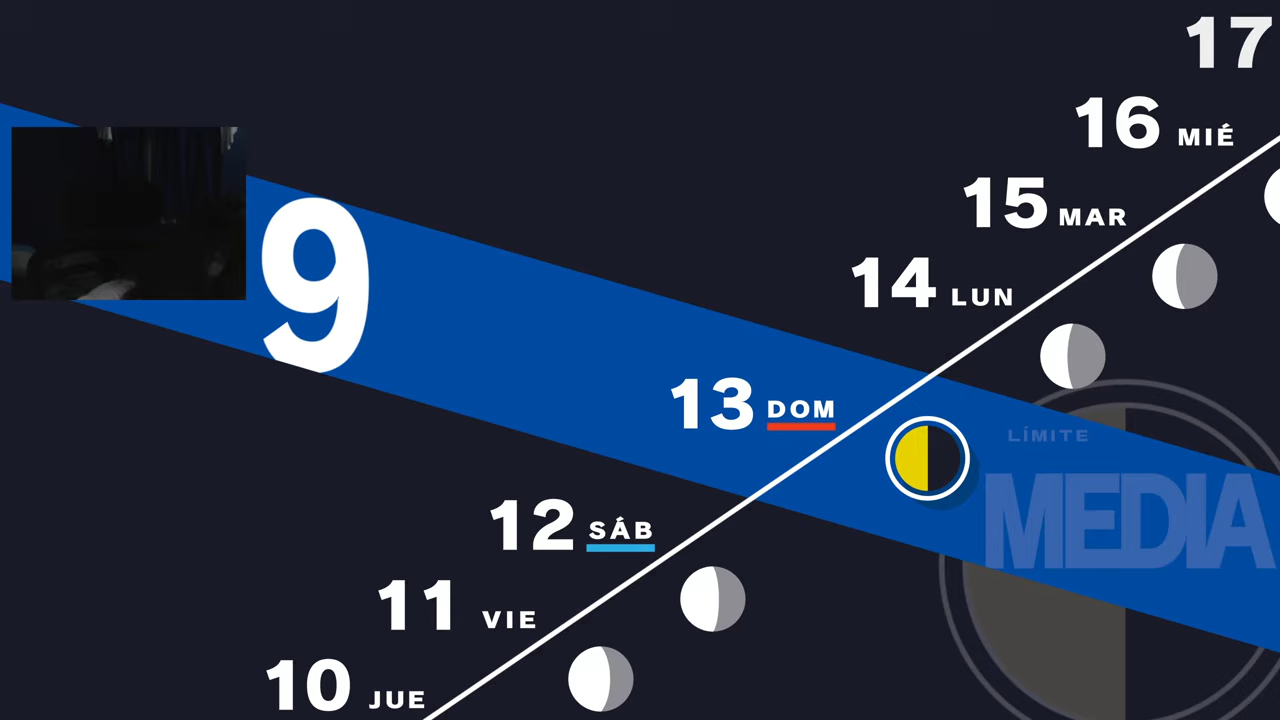 17
16 MIÉ
15 MAR
14 LUN
9
13 DOM
LÍMITE
MEDIA
12 SÁB
11 VIE
10 JUE